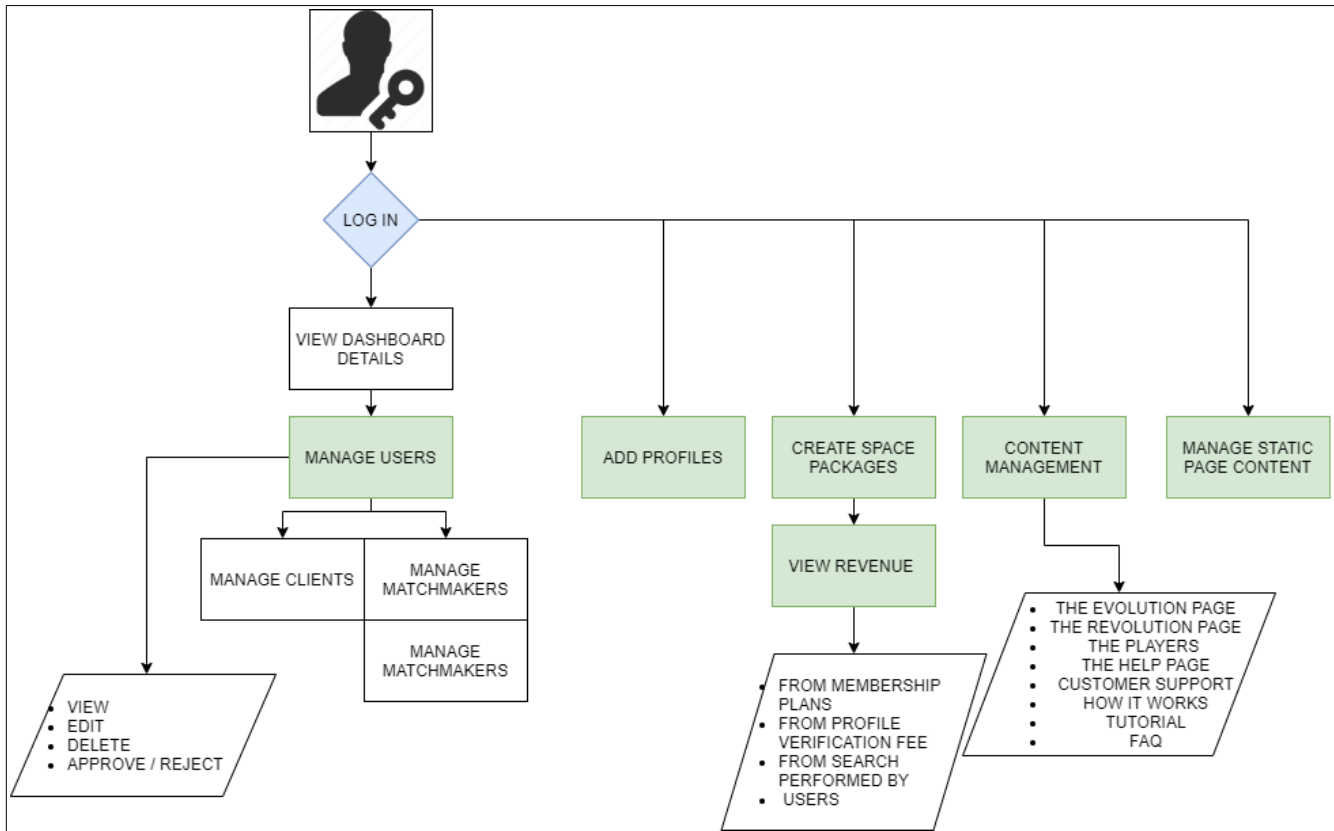 LOG IN
VIEW DASHBOARD
DETAILS
MANAGE USERS
ADD PROFILES
CREATE SPACE
PACKAGES
CONTENT
MANAGEMENT
MANAGE STATIC
PAGE CONTENT
MANAGE CLIENTS
MANAGE
MATCHMAKERS
VIEW REVENUE
MANAGE
MATCHMAKERS
• VIEW
• EDIT
• DELETE
• APPROVE / REJECT
• FROM MEMBERSHIP
PLANS
• FROM PROFILE
VERIFICATION FEE
• FROM SEARCH
PERFORMED BY
• USERS
• THE EVOLUTION PAGE
• THE REVOLUTION PAGE
• THE PLAYERS
• THE HELP PAGE
• CUSTOMER SUPPORT
• HOW IT WORKS
• TUTORIAL
• FAQ